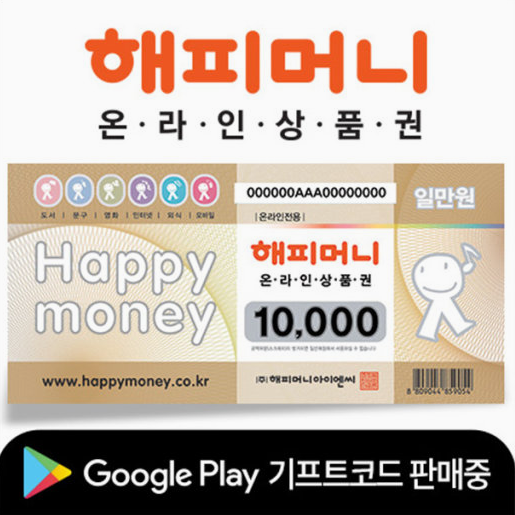 해피머니
온·라·인·상·품·권
000000AAA00000000
일만원
도서 | 문구 | 영화 | 인터넷 | 외식 | 모바일
|온라인전용|
Happy
money
해피머니
온·라·인·상·품·권
10,000
www.happymoney.co.kr
(주)해피머니아이엔씨
8 809044 859054
Google Play 기프트코드 판매중